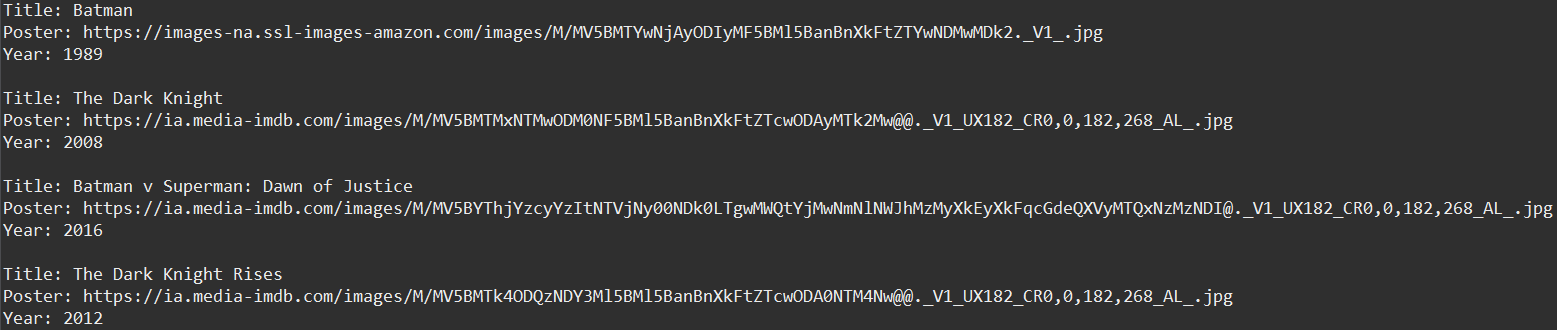 Title: Batman
Poster: https://images-na.ssl-images-amazon.com/images/M/MV5BMTYwNjAyODIyMF5BMl5BanBnXkFtZTYwNDMwMDk2._V1_.jpg
Year: 1989

Title: The Dark Knight
Poster: https://ia.media-imdb.com/images/M/MV5BMTMxNTMwODM0NF5BMl5BanBnXkFtZTcwODAyMTk2Mw@@._V1_UX182_CR0,0,182,268_AL_.jpg
Year: 2008

Title: Batman v Superman: Dawn of Justice
Poster: https://ia.media-imdb.com/images/M/MV5BYThjYzcyYzItNTVjNy00NDk0LTgwMWQtYjMwNmNlNWJhMzMyXkEyXkFqcGdeQXVyMTQxNzMzNDI@._V1_UX182_CR0,0,182,268_AL_.jpg
Year: 2016

Title: The Dark Knight Rises
Poster: https://ia.media-imdb.com/images/M/MV5BMTk4ODQzNDY3Ml5BMl5BanBnXkFtZTcwODA0NTM4Nw@@._V1_UX182_CR0,0,182,268_AL_.jpg
Year: 2012